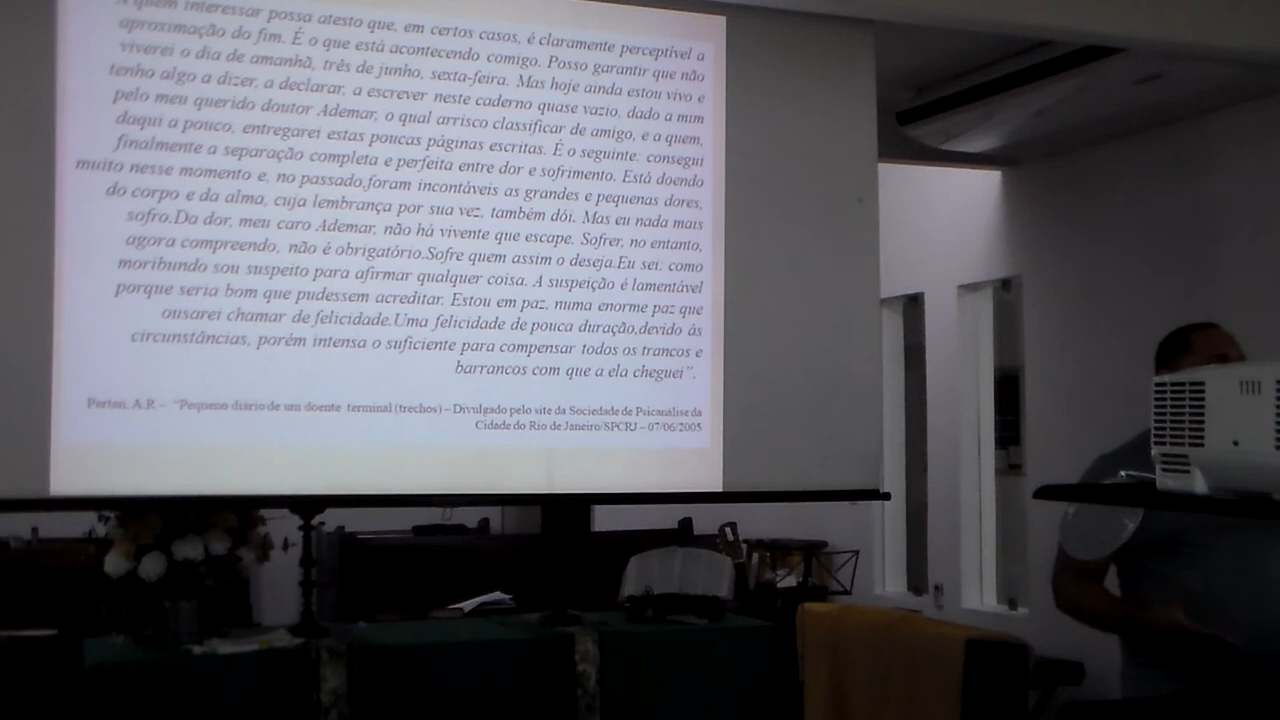 A quem interessar possa atesto que, em certos casos, é claramente perceptível a
aproximação do fim. É o que está acontecendo comigo. Posso garantir que não
viverei o dia de amanhã, três de junho, sexta-feira. Mas hoje ainda estou vivo e
tenho algo a dizer, a declarar, a escrever neste caderno quase vazio, dado a mim
pelo meu querido doutor Ademar, o qual arrisco classificar de amigo, e a quem,
daqui a pouco, entregarei estas poucas páginas escritas. É o seguinte: consegui
finalmente a separação completa e perfeita entre dor e sofrimento. Está doendo
muito nesse momento e, no passado,foram incontáveis as grandes e pequenas dores,
do corpo e da alma, cuja lembrança por sua vez, também dói. Mas eu nada mais
sofro.Da dor, meu caro Ademar, não há vivente que escape. Sofrer, no entanto,
agora compreendo, não é obrigatório.Sofre quem assim o deseja.Eu sei, como
moribundo sou suspeito para afirmar qualquer coisa. A suspeição é lamentável
porque seria bom que pudessem acreditar. Estou em paz, numa enorme paz que
ousarei chamar de felicidade.Uma felicidade de pouca duração,devido às
circunstâncias, porém intensa o suficiente para compensar todos os trancos e
barrancos com que a ela cheguei”.
A.P. – “Pequeno diário de um doente terminal (trechos) – Divulgado pelo site da Sociedade de Psicanálise da
Cidade do Rio de Janeiro/SPCRJ – 07/06/2005